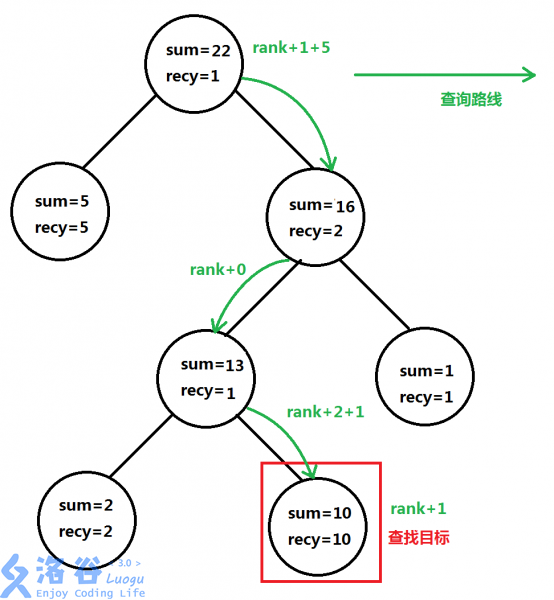 sum=22
recy=1
rank+1+5
查询路线
sum=5
recy=5
sum=16
recy=2
rank+0
sum=13
recy=1
sum=1
recy=1
rank+2+1
sum=2
recy=2
sum=10
recy=10
rank+1
查找目标
洛谷
< 3.0 >
Luogu
Enjoy Coding Life